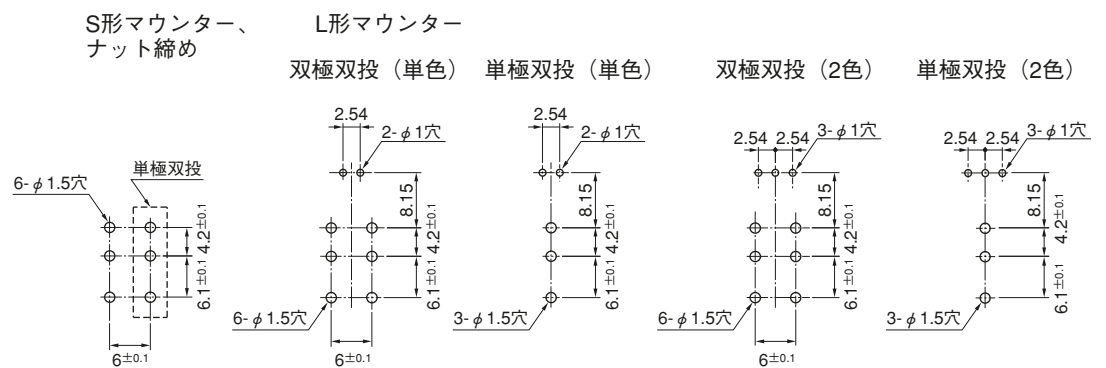 S形マウンター、
ナット締め
L形マウンター
双極双投（単色）
単極双投（単色）
双極双投（2色）
単極双投（2色）
単極双投
6-φ1.5穴
4.2±0.1
6.1±0.1
6±0.1
2.54
2-φ1穴
8.15
4.2±0.1
6.1±0.1
6-φ1.5穴
6±0.1
2.54
2-φ1穴
8.15
4.2±0.1
6.1±0.1
3-φ1.5穴
2.54 2.54
3-φ1穴
8.15
4.2±0.1
6.1±0.1
6-φ1.5穴
6±0.1
2.54 2.54
3-φ1穴
8.15
4.2±0.1
6.1±0.1
3-φ1.5穴